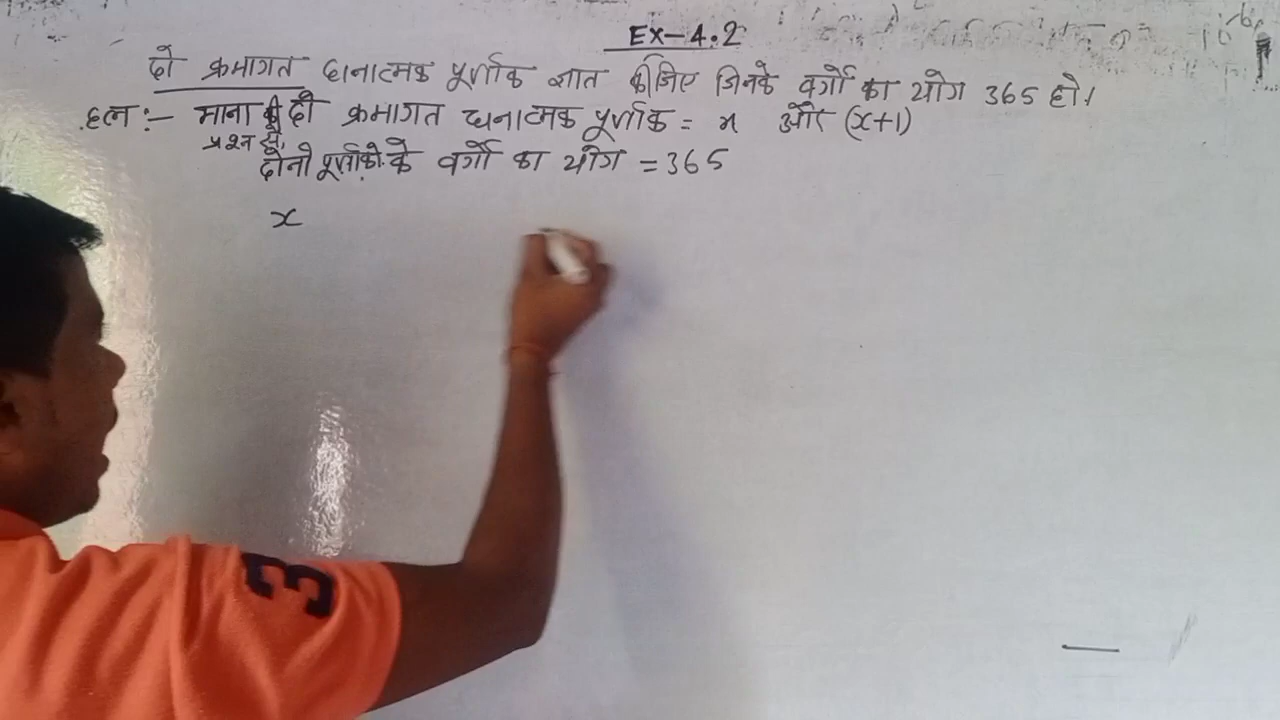 Ex-4.2
दो क्रमागत धनात्मक पूर्णांक ज्ञात कीजिए जिनके वर्गों का योग 365 हो।
हल:- माना की दो क्रमागत धनात्मक पूर्णांक = x और (x+1)
प्रश्न से,
दोनो पूर्णांको के वर्गों का योग = 365
x
3